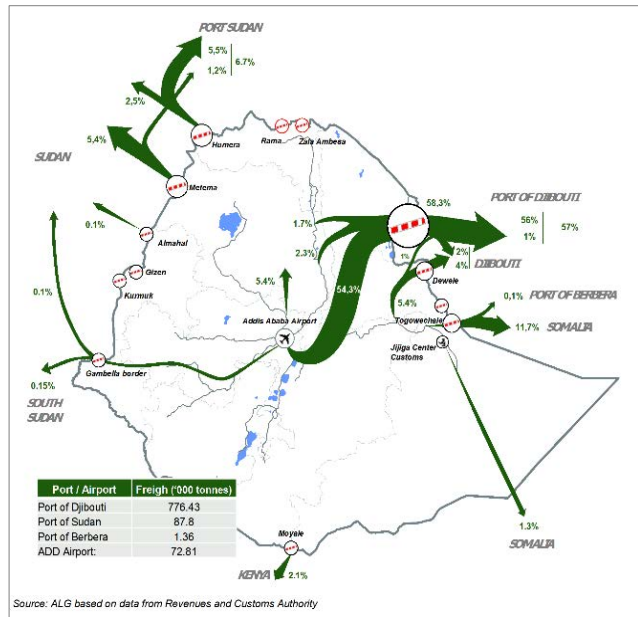 PORT SUDAN
5,5%
1,2%
6.7%
2,5%
5,4%
Humera
Rama
Zala Ambesa
SUDAN
Metema
PORT OF DJIBOUTI
58,3%
56%
1%
57%
0.1%
Almahal
1.7%
2.3%
1%
2%
4%
DJIBOUTI
Gizen
Kurmuk
5.4%
54,3%
Dewele
0.1%
5.4%
0,1%
PORT OF BERBERA
Addis Ababa Airport
Togowechale
11,7%
SOMALIA
Jijiga Center
Customs
Gambella border
0.15%
SOUTH
SUDAN
Port / Airport Freigh ('000 tonnes)
Port of Djibouti 776.43
Port of Sudan 87.8
Port of Berbera 1.36
ADD Airport: 72.81
1.3%
SOMALIA
Moyale
KENYA
2.1%
Source: ALG based on data from Revenues and Customs Authority